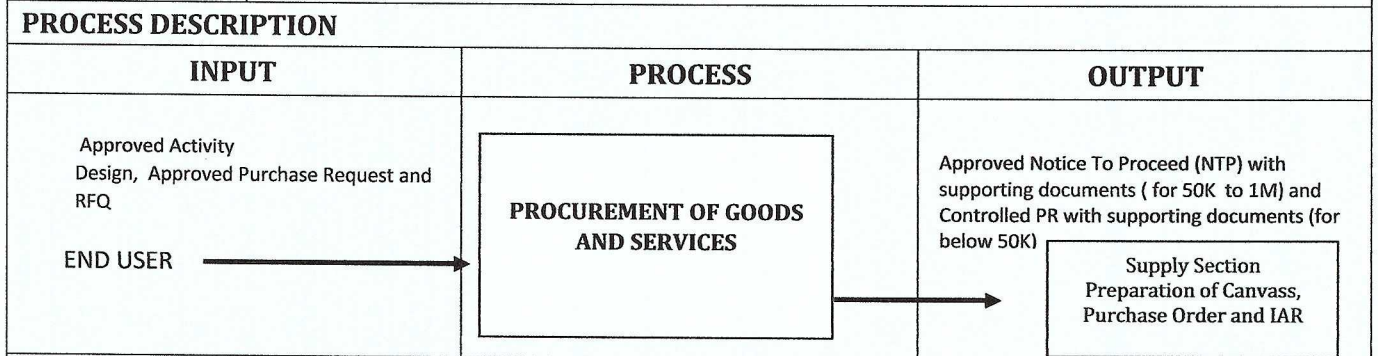 PROCESS DESCRIPTION
INPUT
PROCESS
OUTPUT
Approved Activity
Design, Approved Purchase Request and
RFQ
END USER
PROCUREMENT OF GOODS
AND SERVICES
Approved Notice To Proceed (NTP) with
supporting documents ( for 50K to 1M) and
Controlled PR with supporting documents (for
below 50K)
Supply Section
Preparation of Canvass,
Purchase Order and IAR